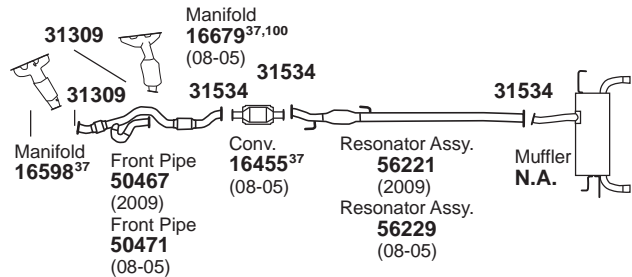 Manifold
31309
16679³⁷,¹⁰⁰
(08-05)
31309
31534
31534
31534
Manifold
16598³⁷
Front Pipe
50467
(2009)
Front Pipe
50471
(08-05)
Conv.
16455³⁷
(08-05)
Resonator Assy.
56221
(2009)
Resonator Assy.
56229
(08-05)
Muffler
N.A.